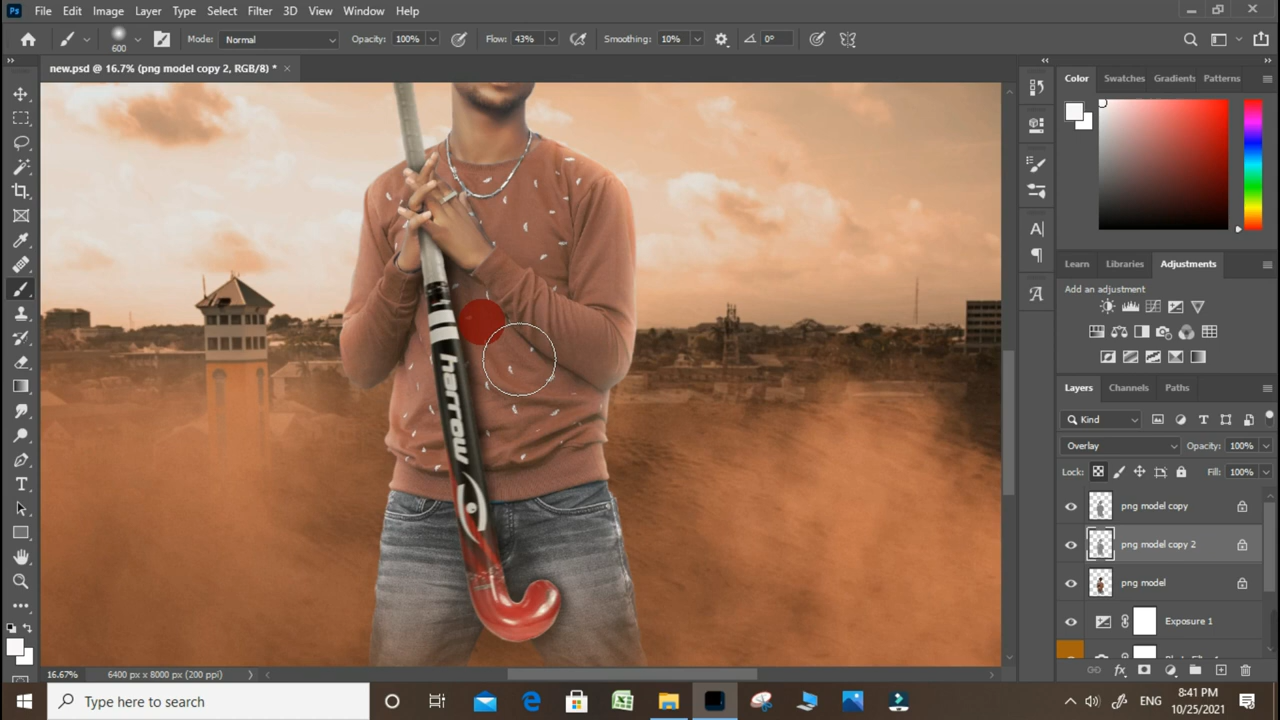 Ps File Edit Image Layer Type Select Filter 3D View Window Help
600 Mode: Normal Opacity: 100% Flow: 43% Smoothing: 10% 0°
new.psd @ 16.7% (png model copy 2, RGB/8) *
Color Swatches Gradients Patterns
Learn Libraries Adjustments
Add an adjustment
harrow
Layers Channels Paths
Kind
Overlay Opacity: 100%
Lock: Fill: 100%
png model copy
png model copy 2
png model
Exposure 1
16.67% 6400 px x 8000 px (200 ppi)
Type here to search
ENG
8:41 PM
10/25/2021